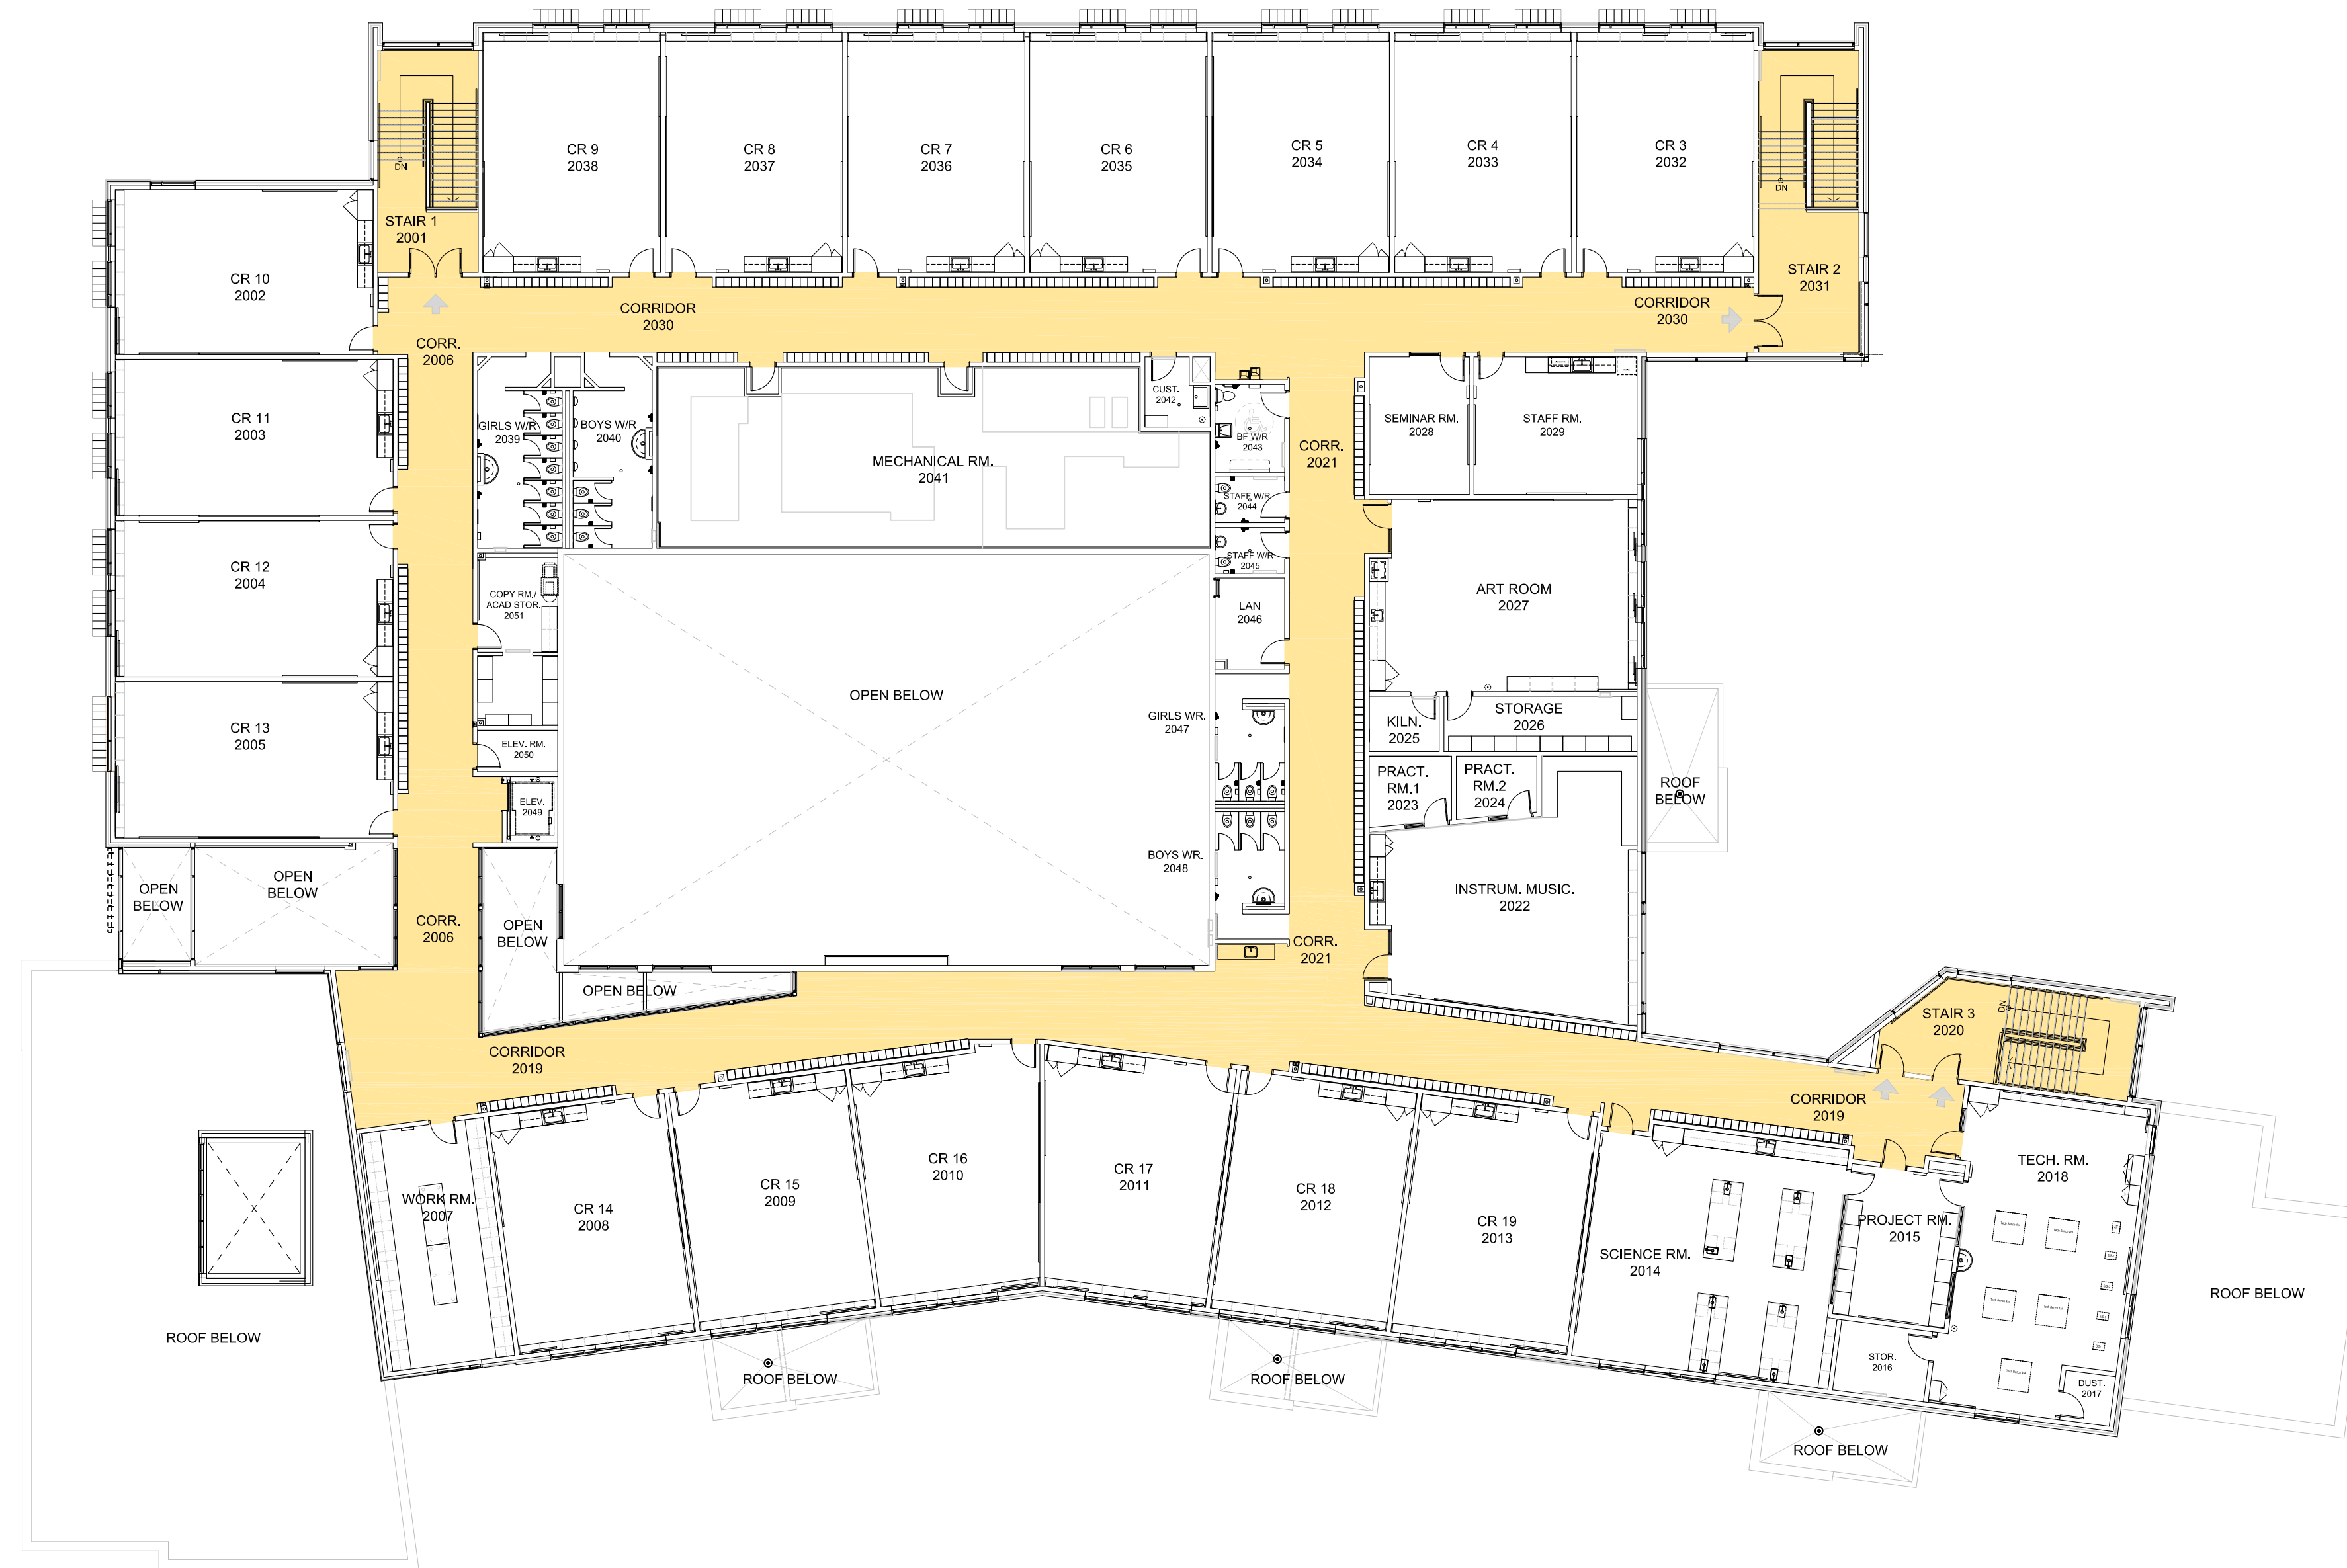 CR 9
2038
CR 8
2037
CR 7
2036
CR 6
2035
CR 5
2034
CR 4
2033
CR 3
2032
DN
DN
STAIR 1
2001
STAIR 2
2031
CR 10
2002
CORRIDOR
2030
CORRIDOR
2030
CORR.
2006
CR 11
2003
GIRLS W/R
2039
BOYS W/R
2040
MECHANICAL RM.
2041
CUST.
2042
BF W/R
2043
CORR.
2021
SEMINAR RM.
2028
STAFF RM.
2029
STAFF W/R
2044
STAFF W/R
2045
CR 12
2004
COPY RM./
ACAD STOR.
2051
LAN
2046
ART ROOM
2027
OPEN BELOW
CR 13
2005
ELEV. RM.
2050
ELEV.
2049
GIRLS WR.
2047
KILN.
2025
STORAGE
2026
PRACT.
RM.1
2023
PRACT.
RM.2
2024
ROOF
BELOW
BOYS WR.
2048
INSTRUM. MUSIC.
2022
OPEN
BELOW
OPEN
BELOW
CORR.
2006
OPEN
BELOW
CORR.
2021
OPEN BELOW
STAIR 3
2020
DN
CORRIDOR
2019
CORRIDOR
2019
WORK RM.
2007
CR 14
2008
CR 15
2009
CR 16
2010
CR 17
2011
CR 18
2012
CR 19
2013
SCIENCE RM.
2014
PROJECT RM.
2015
TECH. RM.
2018
X
STOR.
2016
DUST.
2017
ROOF BELOW
ROOF BELOW
ROOF BELOW
ROOF BELOW
ROOF BELOW